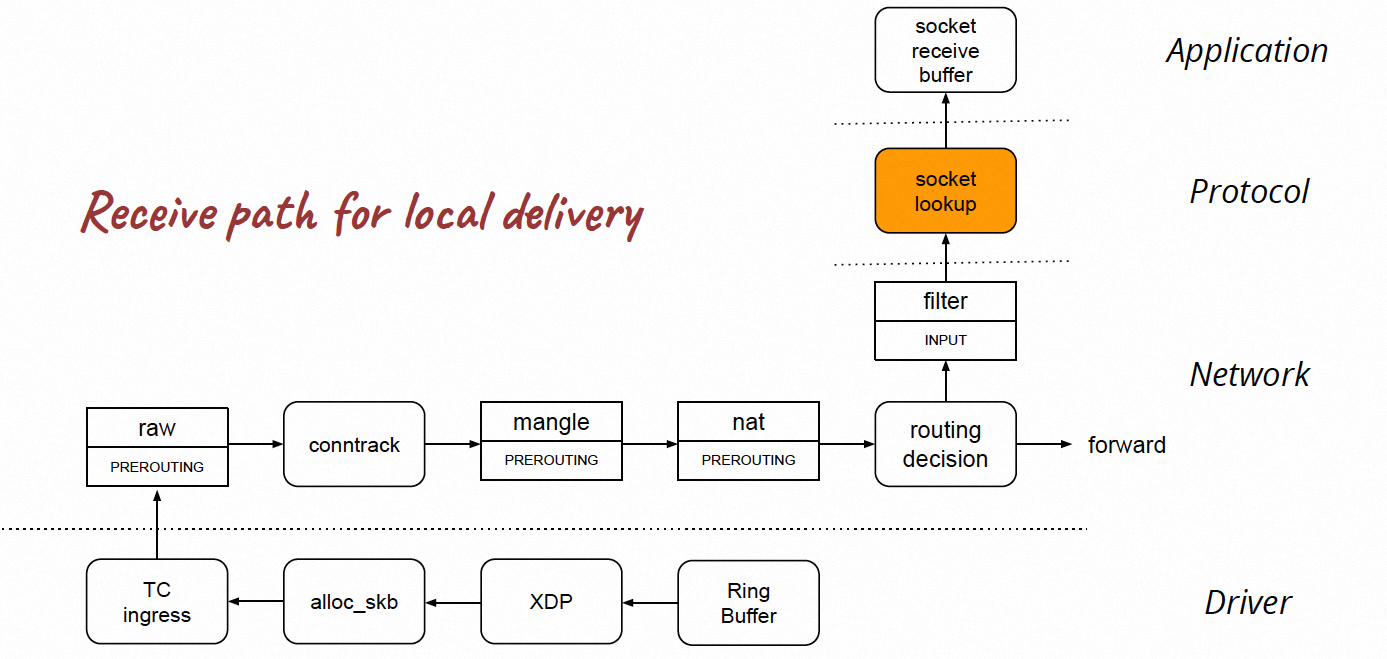 socket
receive
buffer
Application
socket
lookup
Protocol
Receive path for local delivery
filter
INPUT
Network
raw
PREROUTING
conntrack
mangle
PREROUTING
nat
PREROUTING
routing
decision
forward
TC
ingress
alloc_skb
XDP
Ring
Buffer
Driver